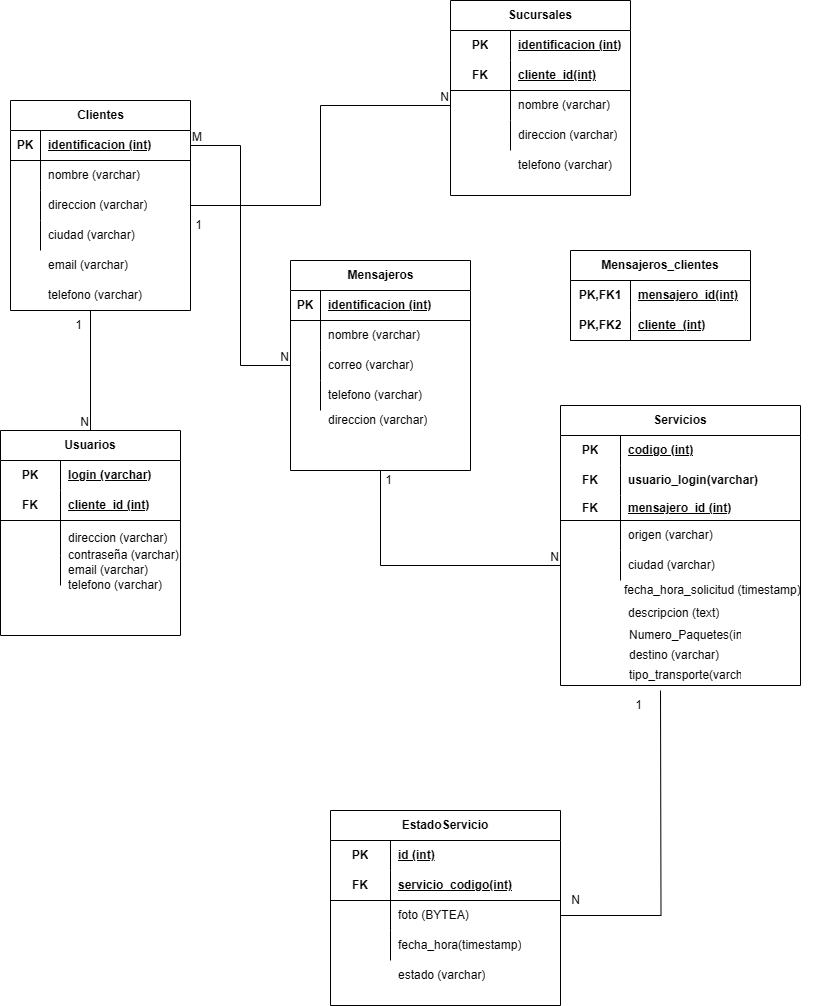 Sucursales
PK identificacion (int)
FK cliente_id(int)
nombre (varchar)
direccion (varchar)
telefono (varchar)
N
Clientes
PK identificacion (int)
nombre (varchar)
direccion (varchar)
ciudad (varchar)
email (varchar)
telefono (varchar)
M
1
1
N
Mensajeros
PK identificacion (int)
nombre (varchar)
correo (varchar)
telefono (varchar)
direccion (varchar)
N
1
Mensajeros_clientes
PK,FK1 mensajero_id(int)
PK,FK2 cliente_(int)
Usuarios
PK login (varchar)
FK cliente_id (int)
direccion (varchar)
contraseña (varchar)
email (varchar)
telefono (varchar)
Servicios
PK codigo (int)
FK usuario_login(varchar)
FK mensajero_id (int)
origen (varchar)
ciudad (varchar)
fecha_hora_solicitud (timestamp)
descripcion (text)
Numero_Paquetes(in
destino (varchar)
tipo_transporte(varch
N
1
EstadoServicio
PK id (int)
FK servicio_codigo(int)
foto (BYTEA)
fecha_hora(timestamp)
estado (varchar)
N